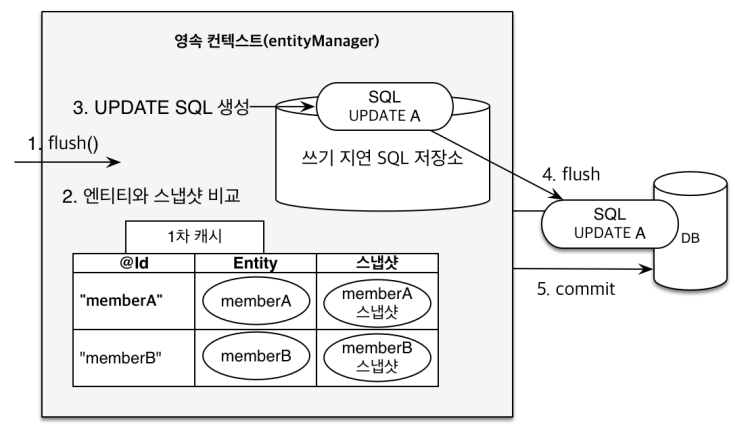 영속 컨텍스트(entityManager)
SQL
UPDATE A
3. UPDATE SQL 생성
1. flush()
쓰기 지연 SQL 저장소
4. flush
2. 엔티티와 스냅샷 비교
SQL
UPDATE A
DB
1차 캐시
@Id Entity 스냅샷
5. commit
"memberA" memberA memberA
스냅샷
"memberB" memberB memberB
스냅샷